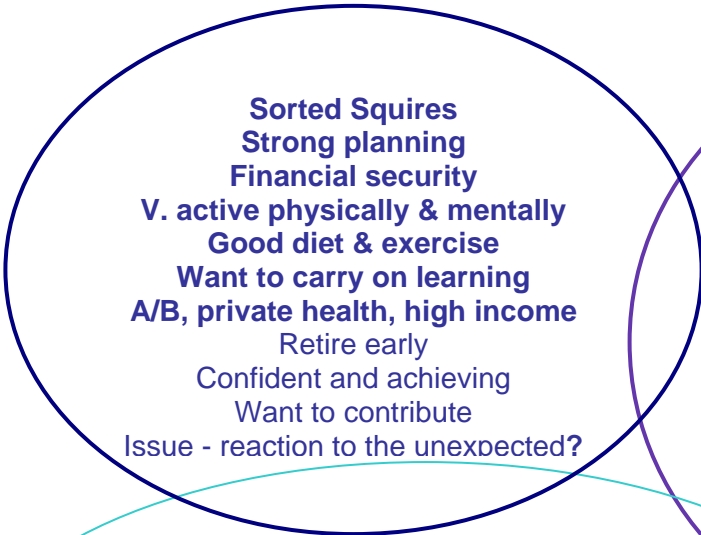 Sorted Squires
Strong planning
Financial security
V. active physically & mentally
Good diet & exercise
Want to carry on learning
A/B, private health, high income
Retire early
Confident and achieving
Want to contribute
Issue - reaction to the unexpected?